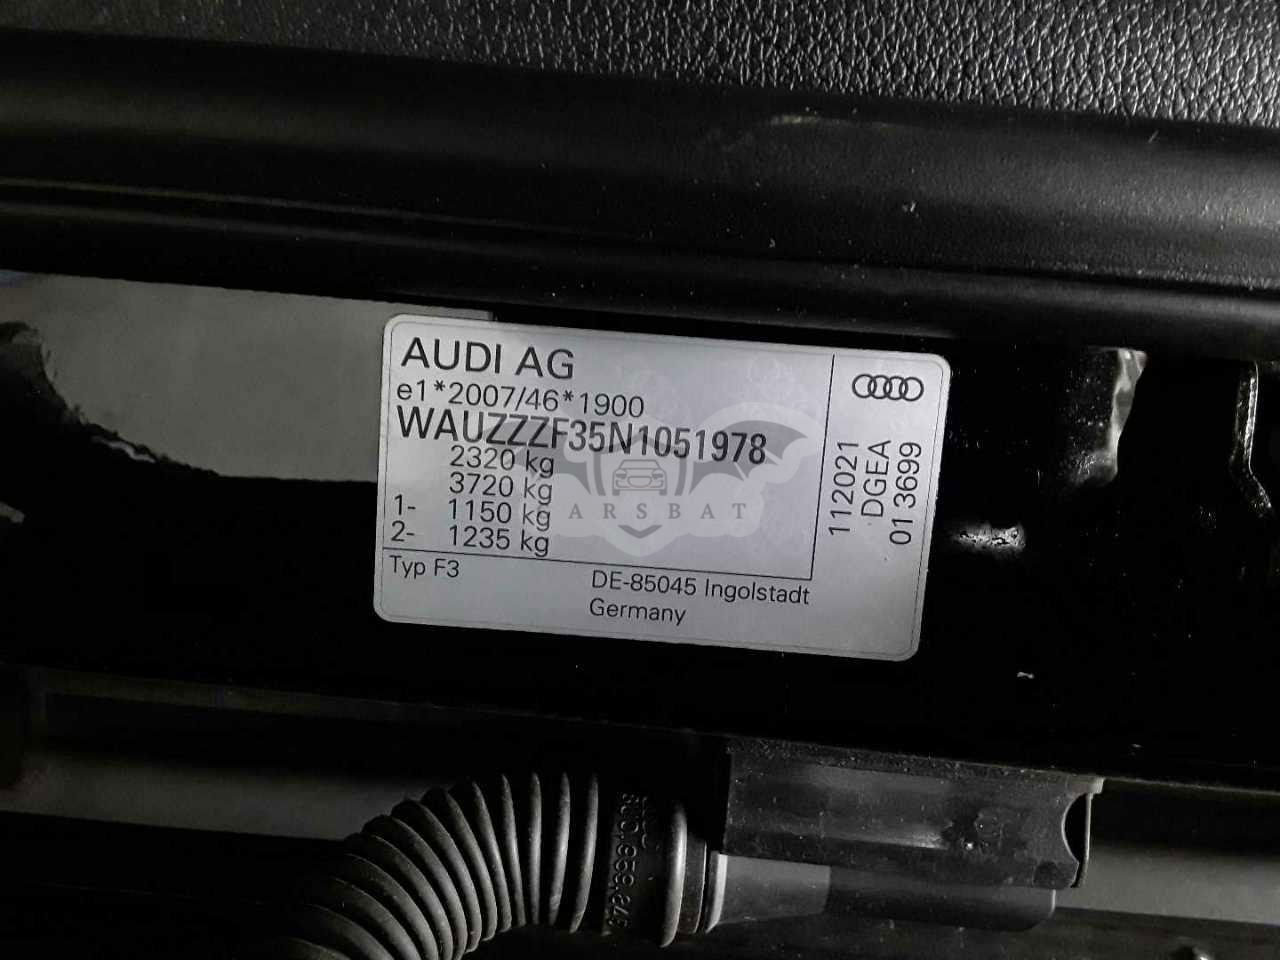 AUDI AG
e1*2007/46*1900
WAUZZZF35N1051978
2320 kg
3720 kg
1- 1150 kg
2- 1235 kg
Typ F3
DE-85045 Ingolstadt
Germany
112021
DGEA
01 3699
ARSBAT